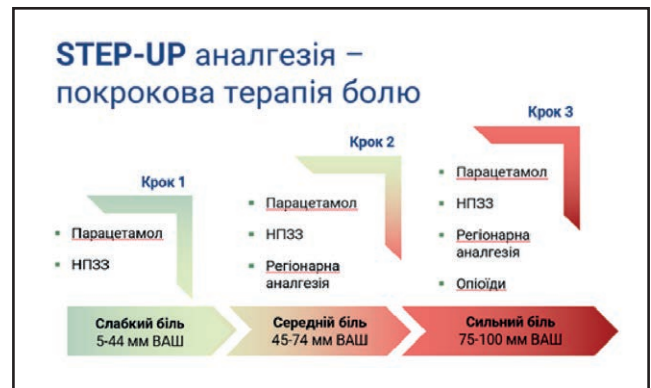 STEP-UP аналгезія –
покрокова терапія болю
Крок 1
Парацетамол
НПЗЗ
Крок 2
Парацетамол
НПЗЗ
Регіонарна
аналгезія
Крок 3
Парацетамол
НПЗЗ
Регіонарна
аналгезія
Опіоїди
Слабкий біль
5-44 мм ВАШ
Середній біль
45-74 мм ВАШ
Сильний біль
75-100 мм ВАШ